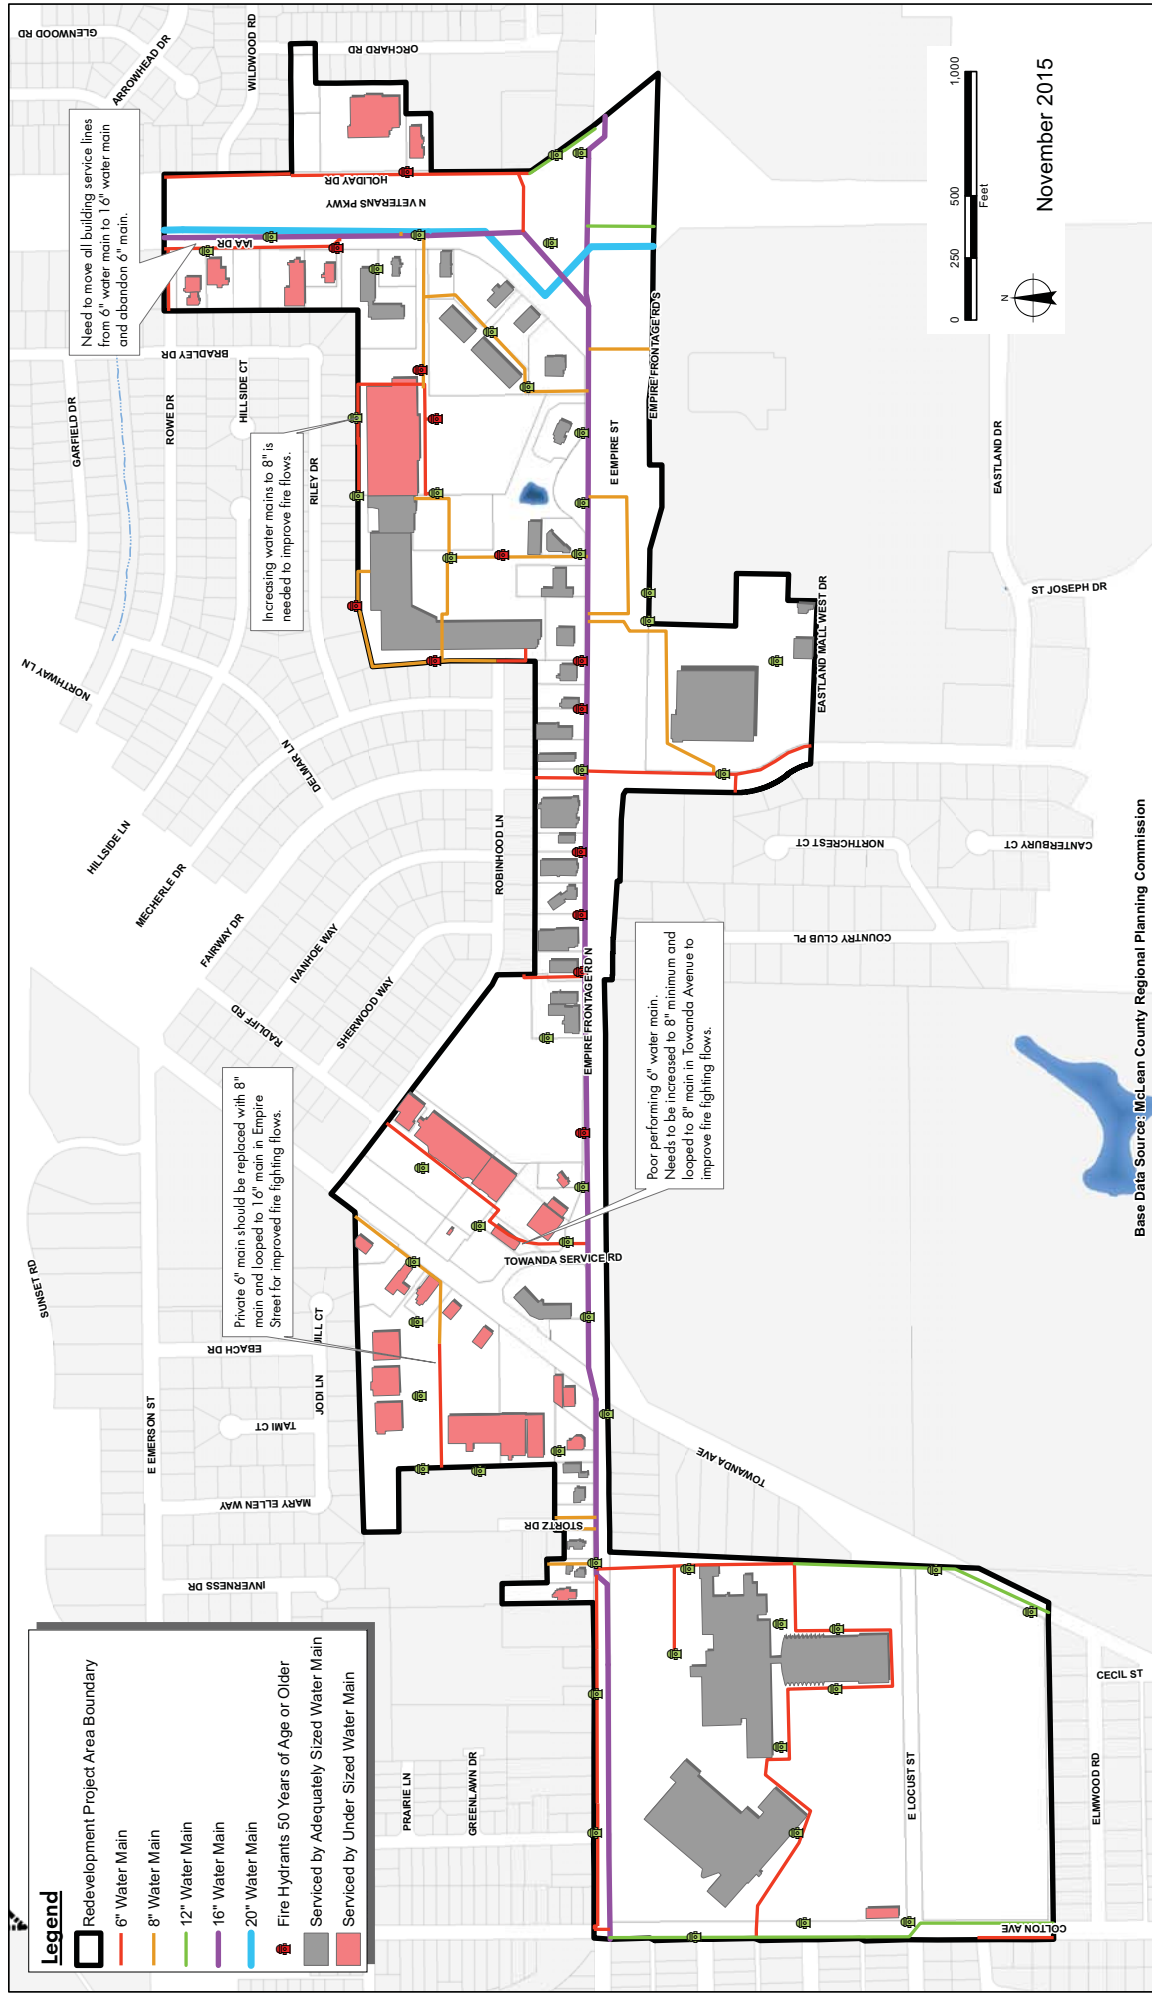 Legend
Redevelopment Project Area Boundary
6" Water Main
8" Water Main
12" Water Main
16" Water Main
20" Water Main
Fire Hydrants 50 Years of Age or Older
Serviced by Adequately Sized Water Main
Serviced by Under Sized Water Main
Private 6" main should be replaced with 8"
main and looped to 16" main in Empire
Street for improved fire fighting flows.
Increasing water mains to 8" is
needed to improve fire flows.
Need to move all building service lines
from 6" water main to 16" water main
and abandon 6" main.
Poor performing 6" water main.
Needs to be increased to 8" minimum and
looped to 8" main in Towanda Avenue to
improve fire fighting flows.
SUNSET RD
E EMERSON ST
EBACH DR
JILL CT
JODI LN
TAMI CT
MARY ELLEN WAY
INVERNESS DR
STORTZ DR
PRAIRIE LN
GREENLAWN DR
RADLIFF RD
SHERWOOD WAY
IVANHOE WAY
FAIRWAY DR
MECHERLE DR
HILLSIDE LN
DELMAR LN
NORTHWAY LN
ROBINHOOD LN
RILEY DR
HILLSIDE CT
ROWE DR
GARFIELD DR
BRADLEY DR
IAA DR
N VETERANS PKWY
HOLIDAY DR
ORCHARD RD
WILDWOOD RD
ARROWHEAD DR
GLENWOOD RD
TOWANDA SERVICE RD
EMPIRE FRONTAGE RD N
E EMPIRE ST
EMPIRE FRONTAGE RD S
EASTLAND MALL WEST DR
EASTLAND DR
ST JOSEPH DR
NORTHCREST CT
CANTERBURY CT
COUNTRY CLUB PL
TOWANDA AVE
E LOCUST ST
COLTON AVE
ELMWOOD RD
CECIL ST
0 250 500 1,000
Feet
N
November 2015
Base Data Source: McLean County Regional Planning Commission